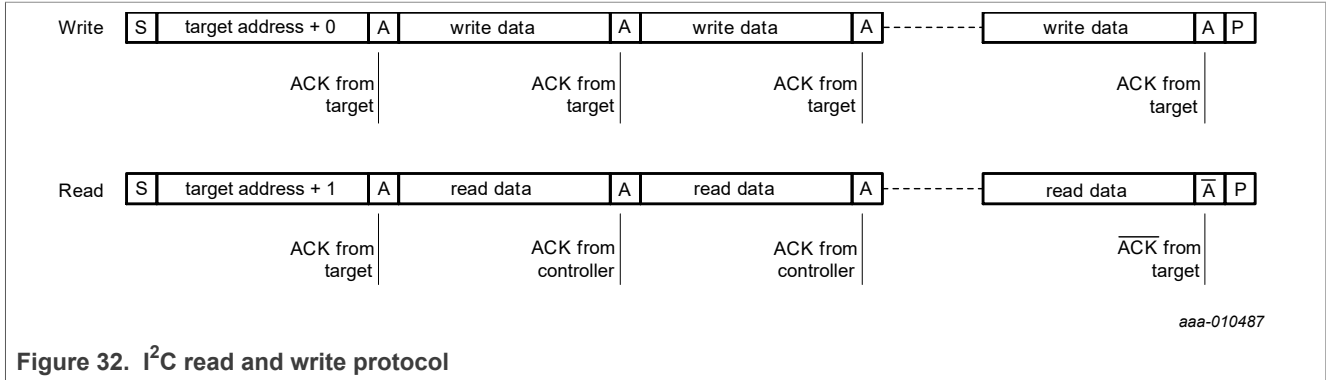 Write S target address + 0 A write data A write data A write data A P
ACK from target ACK from target ACK from target ACK from target
Read S target address + 1 A read data A read data A read data A̅ P
ACK from target ACK from controller ACK from controller A̅C̅K̅ from target
aaa-010487
Figure 32. I²C read and write protocol